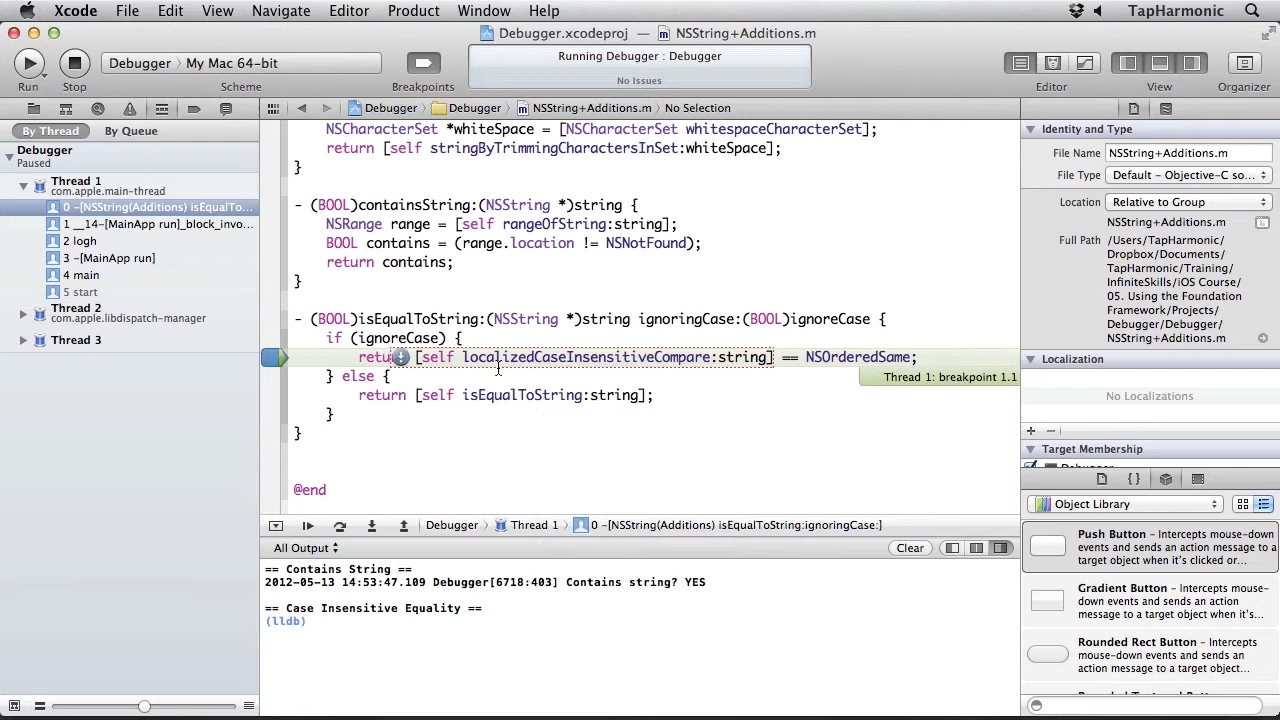 Xcode File Edit View Navigate Editor Product Window Help TapHarmonic
Debugger.xcodeproj — NSString+Additions.m
Run Stop Debugger My Mac 64-bit Breakpoints
Scheme
Running Debugger : Debugger
No Issues
Editor View Organizer
Debugger Debugger NSString+Additions.m No Selection
By Thread By Queue
Debugger
Paused
Thread 1
com.apple.main-thread
0 -[NSString(Additions) isEqualTo...
1 __14-[MainApp run]_block_invo...
2 logh
3 -[MainApp run]
4 main
5 start
Thread 2
com.apple.libdispatch-manager
Thread 3
NSCharacterSet *whiteSpace = [NSCharacterSet whitespaceCharacterSet];
return [self stringByTrimmingCharactersInSet:whiteSpace];
}
- (BOOL)containsString:(NSString *)string {
NSRange range = [self rangeOfString:string];
BOOL contains = (range.location != NSNotFound);
return contains;
}
- (BOOL)isEqualToString:(NSString *)string ignoringCase:(BOOL)ignoreCase {
if (ignoreCase) {
retu [self localizedCaseInsensitiveCompare:string] == NSOrderedSame;
Thread 1: breakpoint 1.1
} else {
return [self isEqualToString:string];
}
}
@end
Debugger Thread 1 0 -[NSString(Additions) isEqualToString:ignoringCase:]
All Output Clear
== Contains String ==
2012-05-13 14:53:47.109 Debugger[6718:403] Contains string? YES
== Case Insensitive Equality ==
(lldb)
Identity and Type
File Name NSString+Additions.m
File Type Default - Objective-C so...
Location Relative to Group
NSString+Additions.m
Full Path /Users/TapHarmonic/
Dropbox/Documents/
TapHarmonic/Training/
InfiniteSkills/iOS Course/
05. Using the Foundation
Framework/Projects/
Debugger/Debugger/
NSString+Additions.m
Localization
No Localizations
Target Membership
Object Library
Push Button – Intercepts mouse-down
events and sends an action message to a
target object when it's clicked or...
Gradient Button – Intercepts mouse-
down events and sends an action
message to a target object when it's...
Rounded Rect Button – Intercepts
mouse-down events and sends an
action message to a target object...